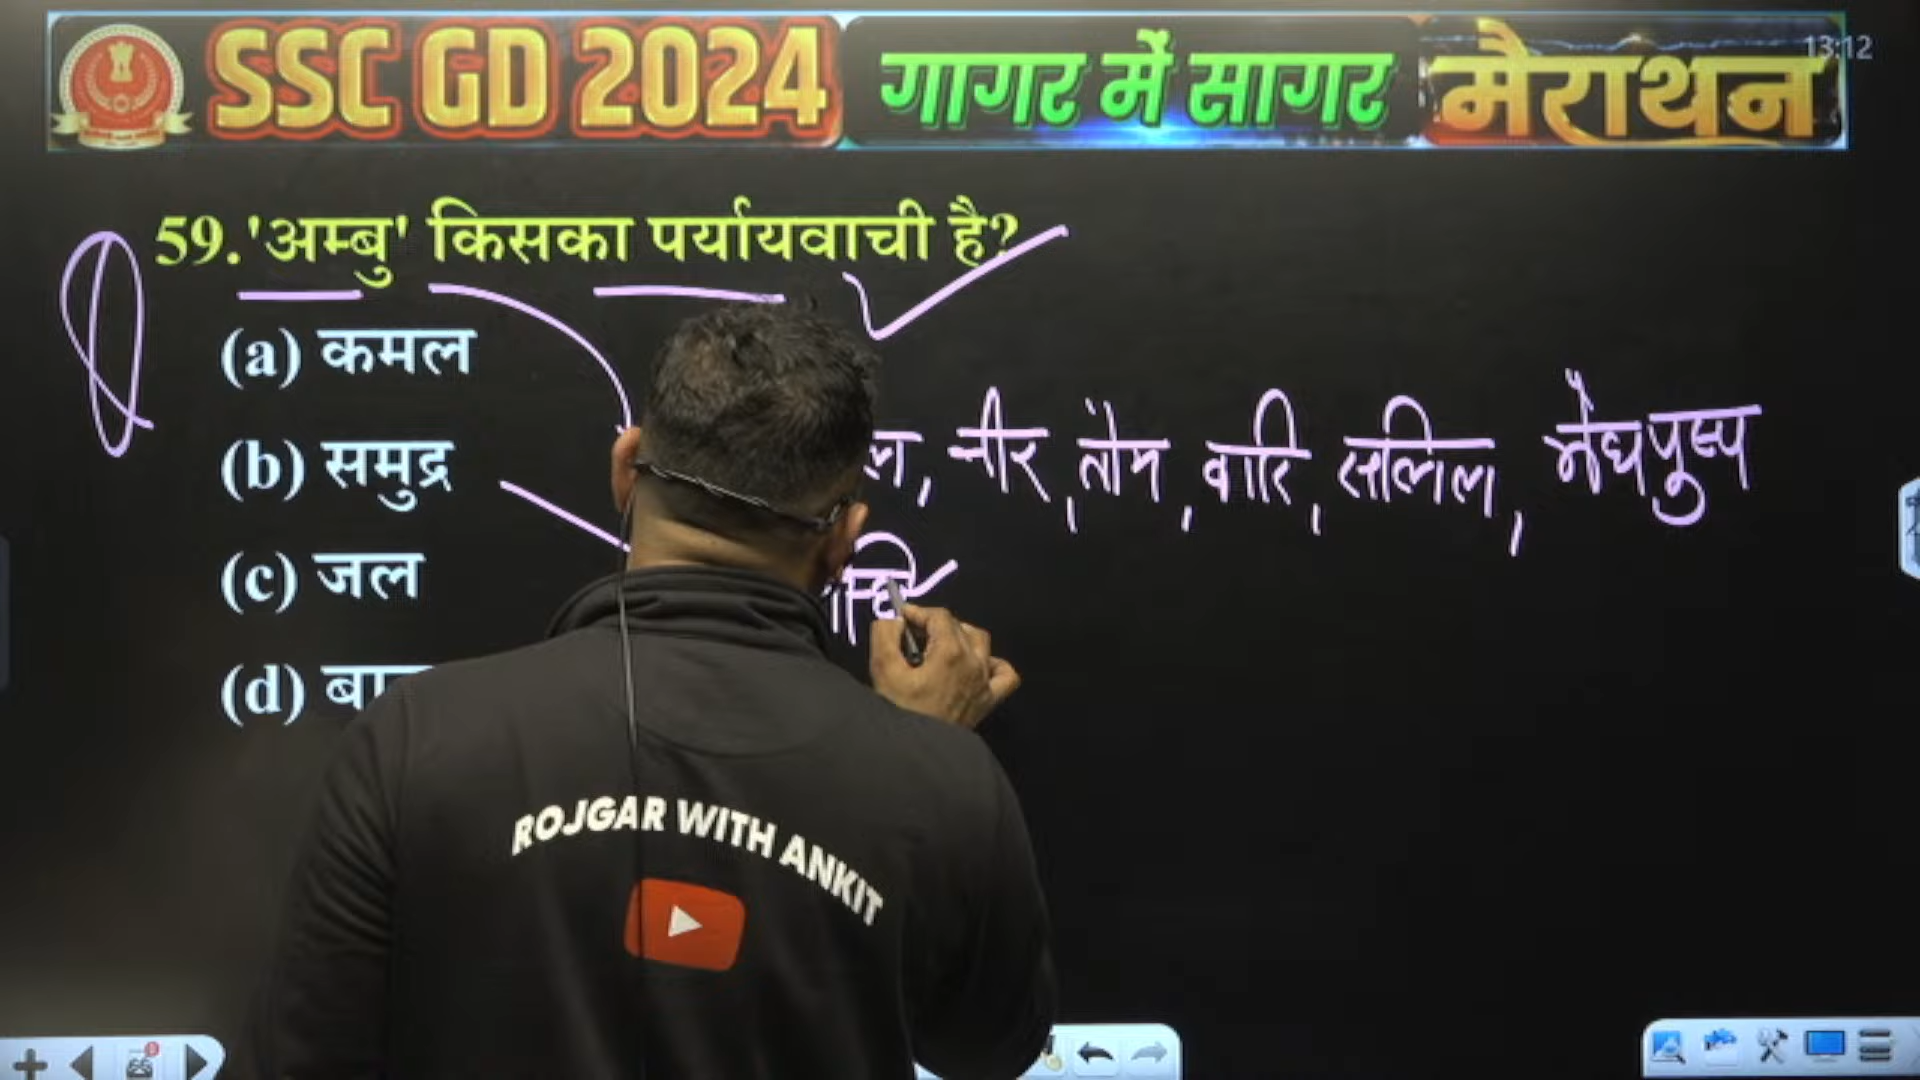 SSC GD 2024 गागर में सागर मैराथन
13:12
59. 'अम्बु' किसका पर्यायवाची है?
(a) कमल
(b) समुद्र
(c) जल
(d)
नीर, तोय, वारि, सलिल, मेघपुष्प
ROJGAR WITH ANKIT